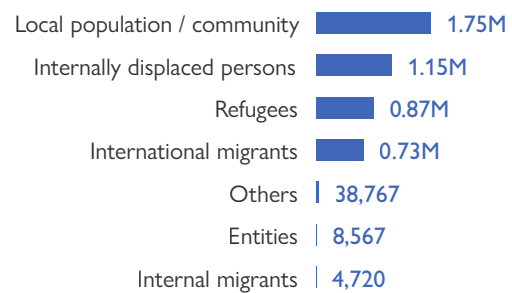 Local population / community 1.75M
Internally displaced persons 1.15M
Refugees 0.87M
International migrants 0.73M
Others 38,767
Entities 8,567
Internal migrants 4,720